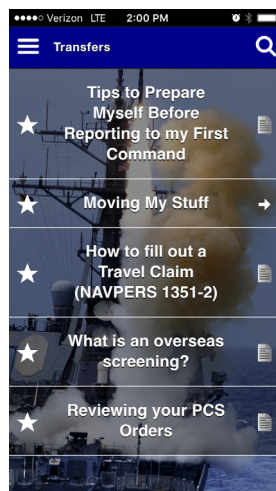 Verizon LTE 2:00 PM
Transfers
Tips to Prepare
Myself Before
Reporting to my First
Command
Moving My Stuff
How to fill out a
Travel Claim
(NAVPERS 1351-2)
What is an overseas
screening?
Reviewing your PCS
Orders